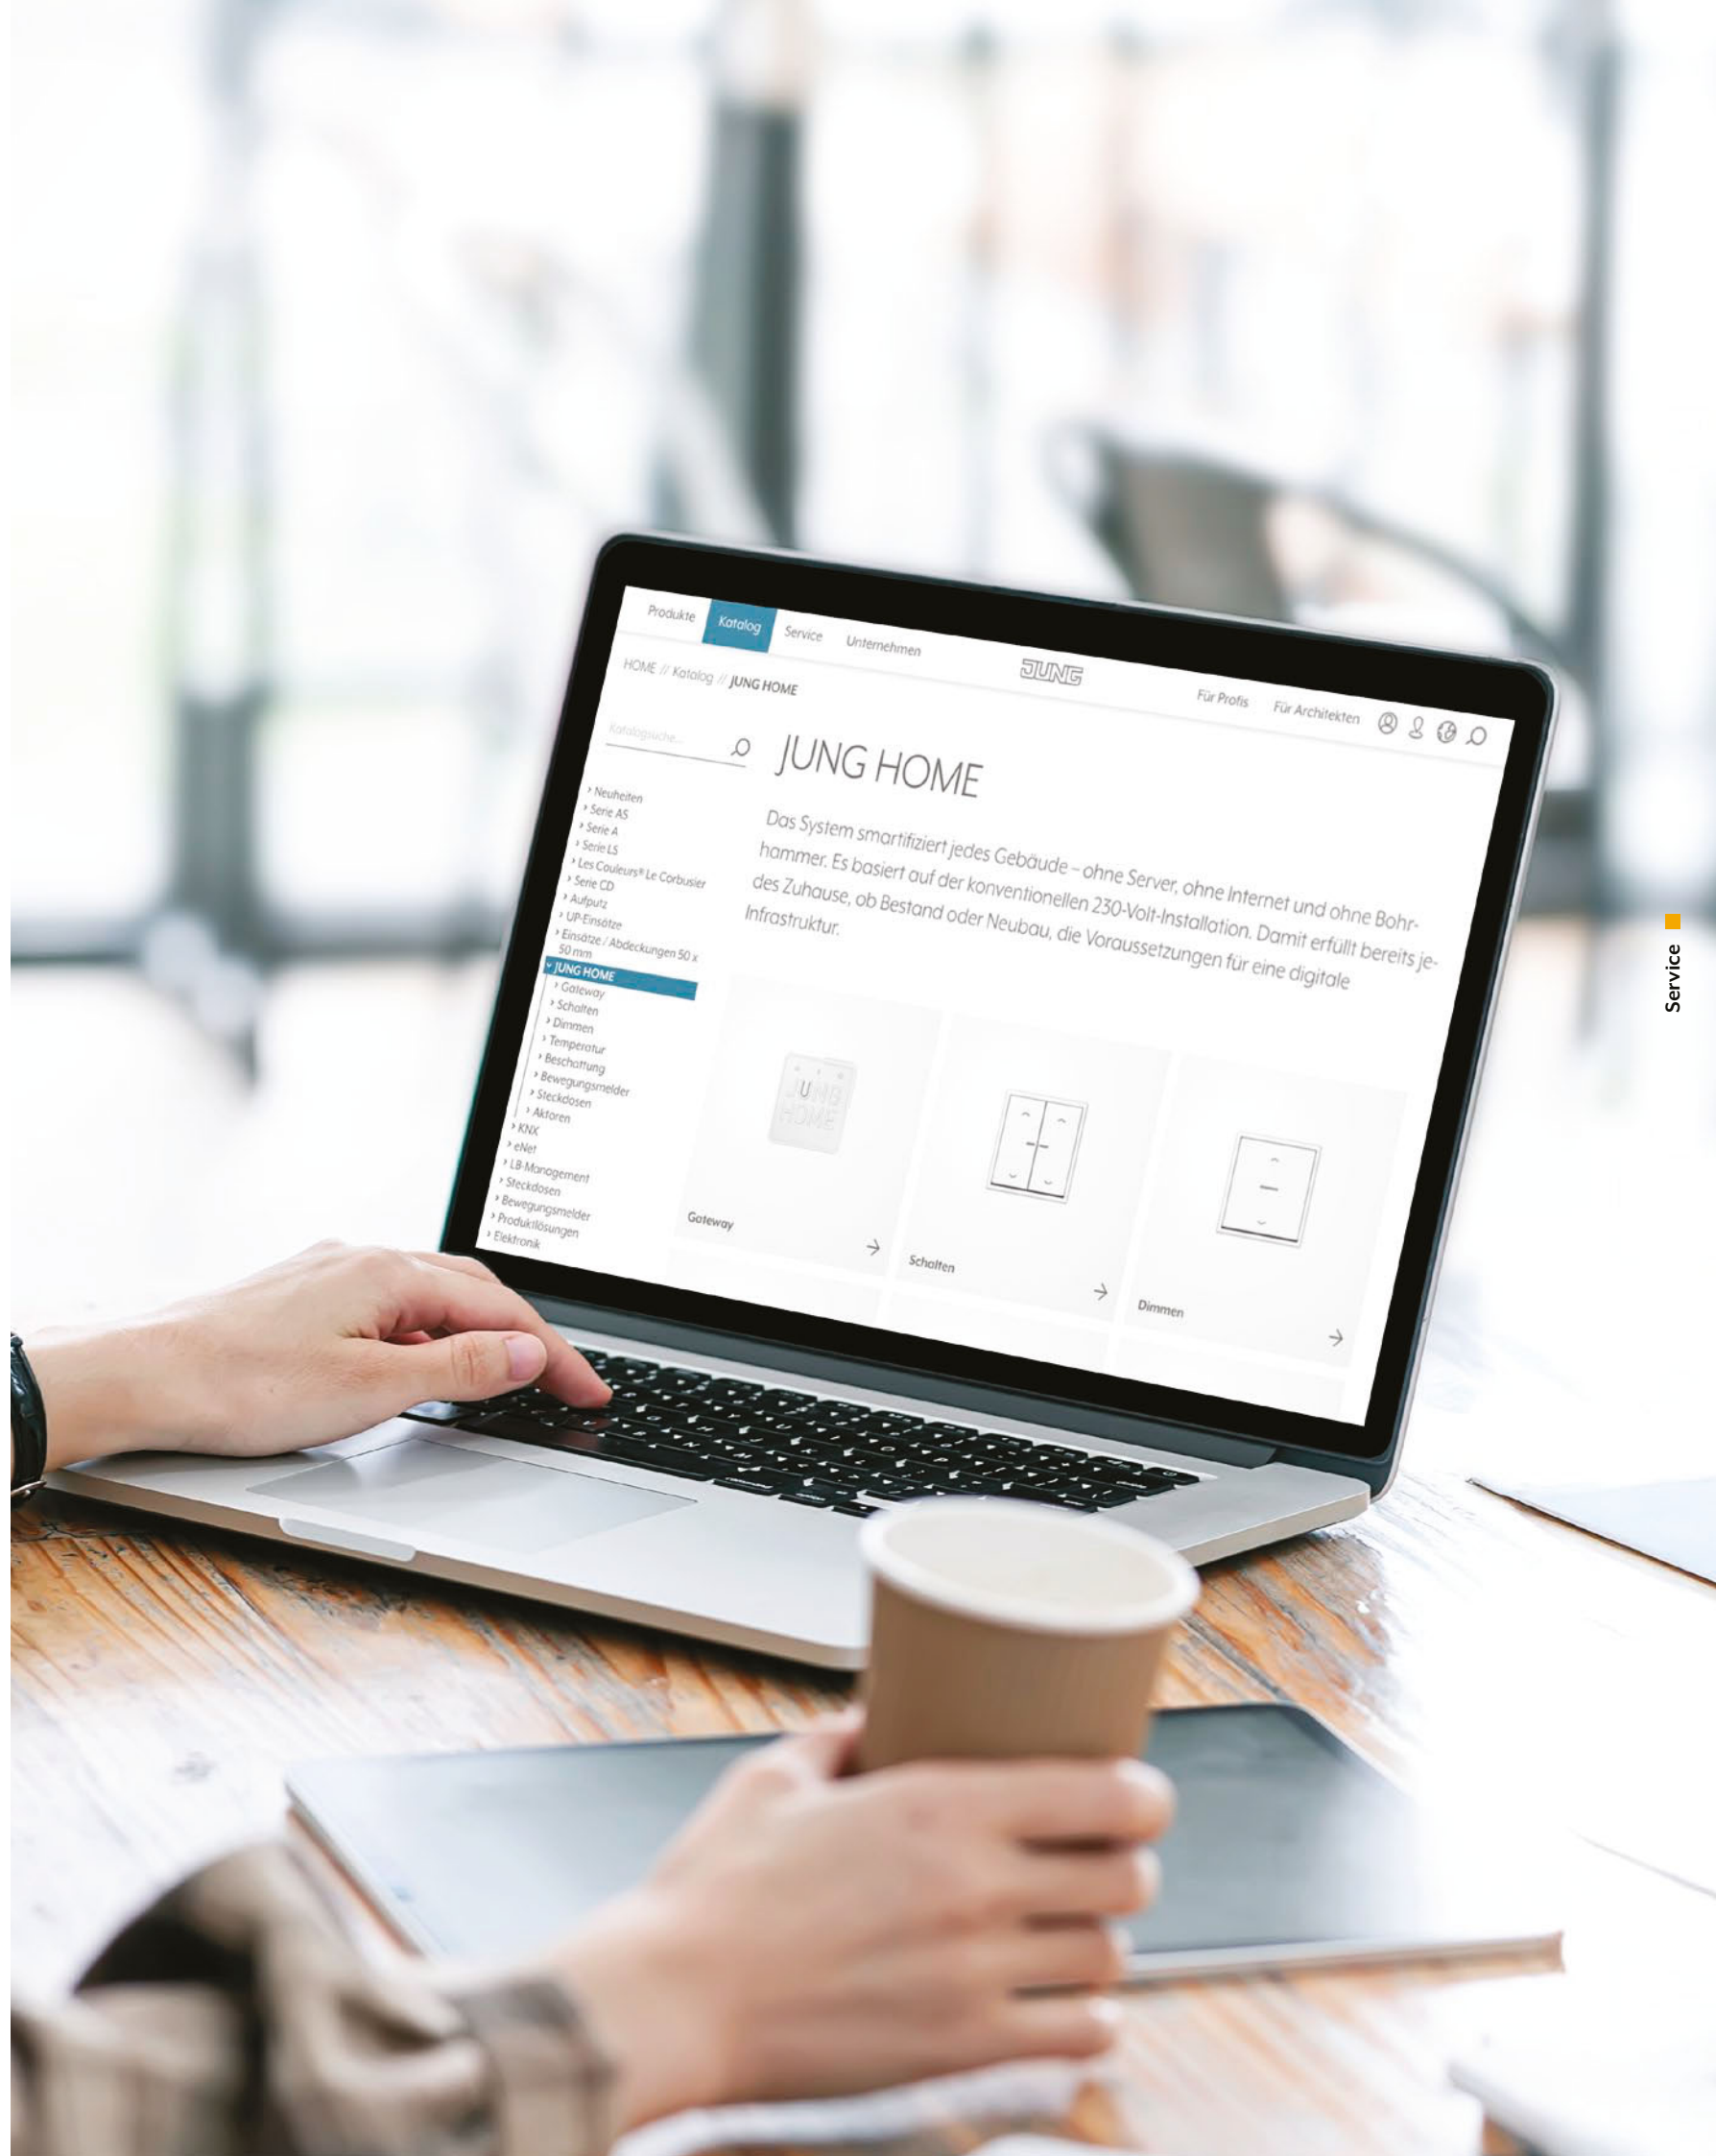 Produkte
Katalog
Service
Unternehmen
JUNG
Für Profis
Für Architekten
HOME // Katalog // JUNG HOME
Katalogsuche...
JUNG HOME
Das System smartifiziert jedes Gebäude – ohne Server, ohne Internet und ohne Bohr-
hammer. Es basiert auf der konventionellen 230-Volt-Installation. Damit erfüllt bereits je-
des Zuhause, ob Bestand oder Neubau, die Voraussetzungen für eine digitale
Infrastruktur.
› Neuheiten
› Serie AS
› Serie A
› Serie LS
› Les Couleurs® Le Corbusier
› Serie CD
› Aufputz
› UP-Einsätze
› Einsätze / Abdeckungen 50 x
50 mm
JUNG HOME
› Gateway
› Schalten
› Dimmen
› Temperatur
› Beschattung
› Bewegungsmelder
› Steckdosen
› Aktoren
› KNX
› eNet
› LB-Management
› Steckdosen
› Bewegungsmelder
› Produktlösungen
› Elektronik
JUNG
HOME
Gateway
Schalten
Dimmen
Service